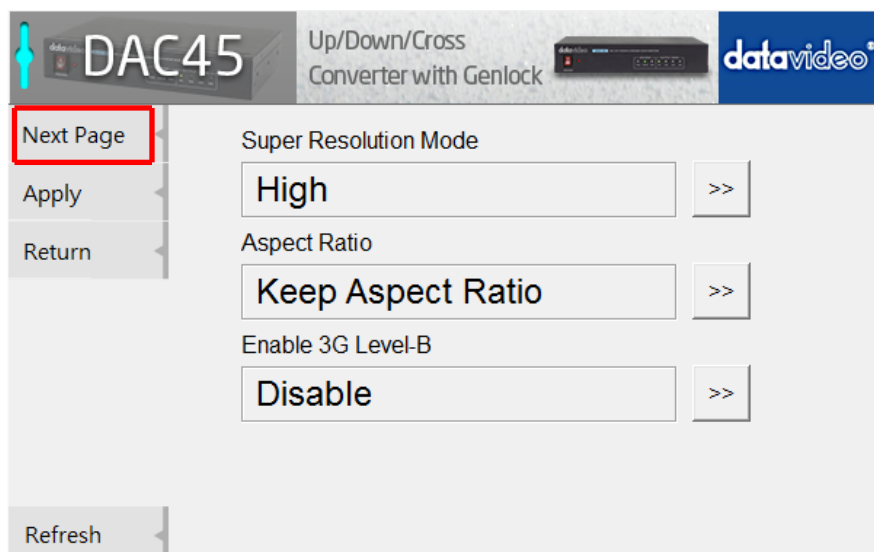 DAC45
Up/Down/Cross
Converter with Genlock
datavideo
Next Page
Apply
Return
Super Resolution Mode
High
>>
Aspect Ratio
Keep Aspect Ratio
>>
Enable 3G Level-B
Disable
>>
Refresh